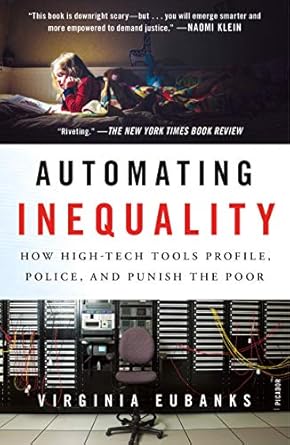 "This book is downright scary—but . . . you will emerge smarter and
more empowered to demand justice." —NAOMI KLEIN
"Riveting." —THE NEW YORK TIMES BOOK REVIEW
AUTOMATING
INEQUALITY
HOW HIGH-TECH TOOLS PROFILE,
POLICE, AND PUNISH THE POOR
VIRGINIA EUBANKS
PICADOR